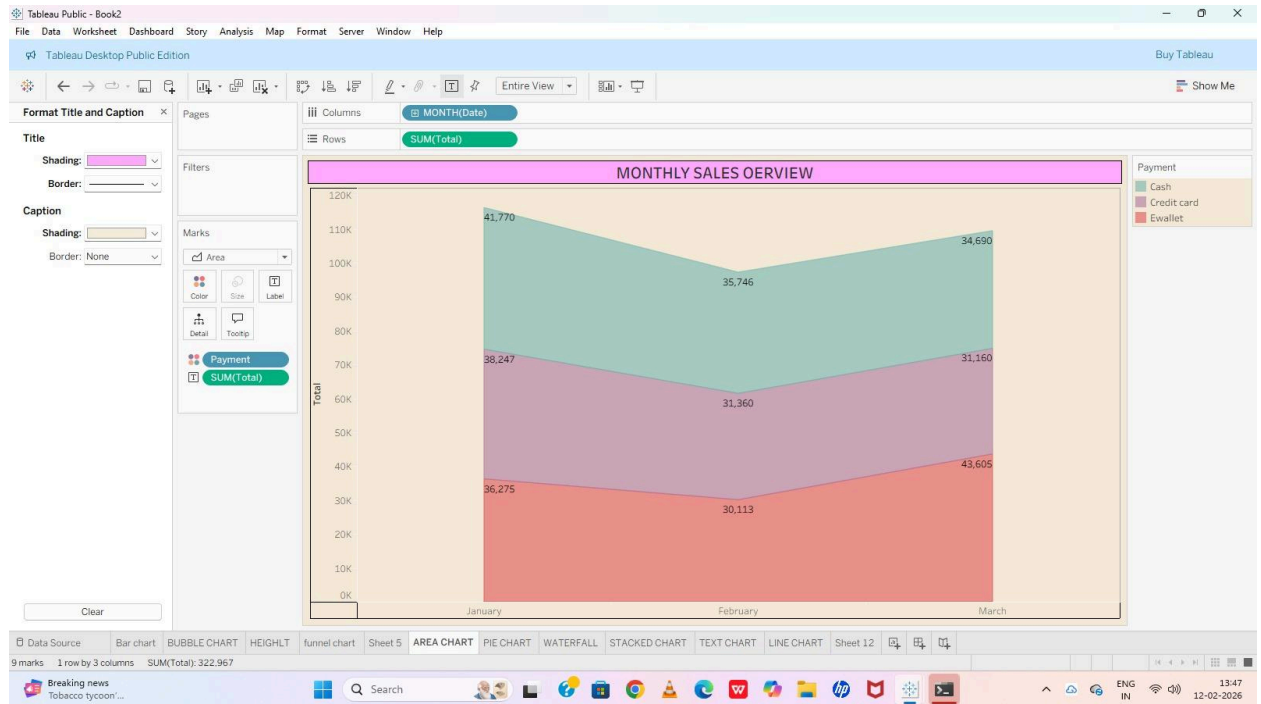 Tableau Public - Book2
File Data Worksheet Dashboard Story Analysis Map Format Server Window Help
Tableau Desktop Public Edition Buy Tableau
Entire View Show Me
Format Title and Caption
Title
Shading:
Border:
Caption
Shading:
Border: None
Clear
Pages
Filters
Marks
Area
Color Size Label
Detail Tooltip
Payment
SUM(Total)
Columns MONTH(Date)
Rows SUM(Total)
MONTHLY SALES OERVIEW
Total
120K
110K
100K
90K
80K
70K
60K
50K
40K
30K
20K
10K
0K
41,770 35,746 34,690
38,247 31,360 31,160
36,275 30,113 43,605
January February March
Payment
Cash
Credit card
Ewallet
Data Source Bar chart BUBBLE CHART HEIGHLT funnel chart Sheet 5 AREA CHART PIE CHART WATERFALL STACKED CHART TEXT CHART LINE CHART Sheet 12
9 marks 1 row by 3 columns SUM(Total): 322,967
Breaking news
Tobacco tycoon'...
Search
ENG
IN
13:47
12-02-2026